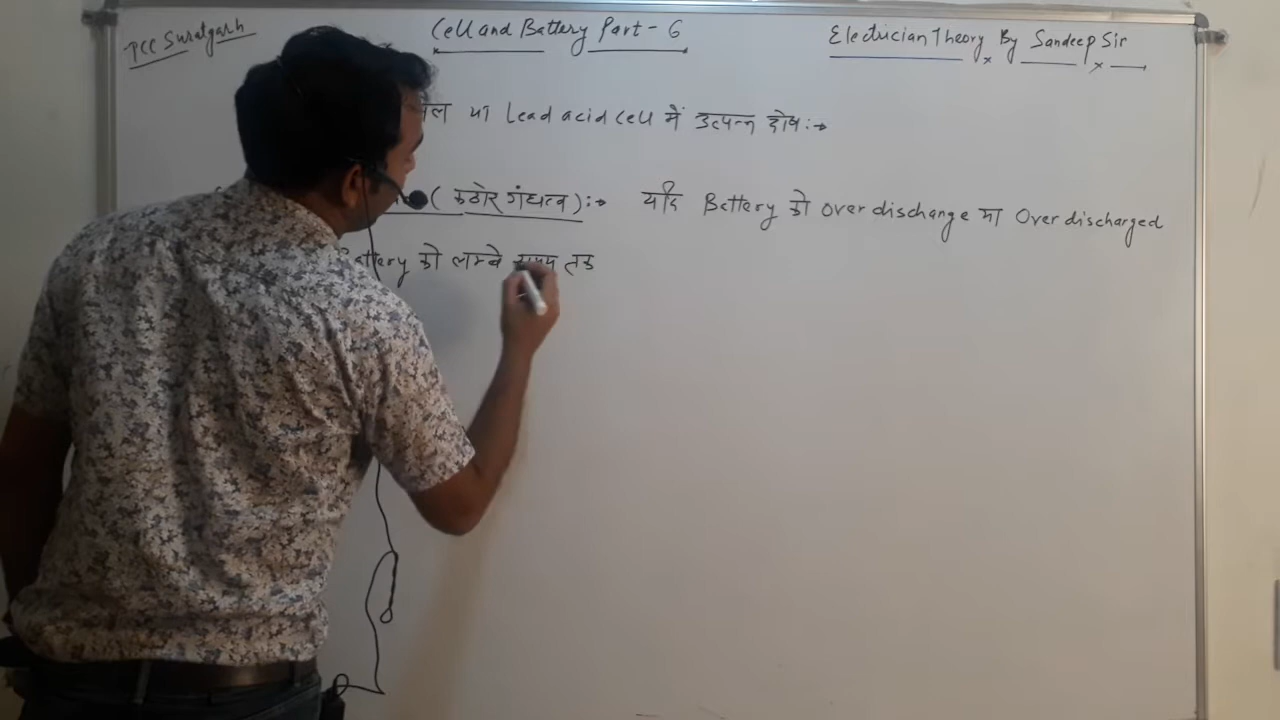 PCC Suratgarh
Cell and Battery Part - 6
Electrician Theory By Sandeep Sir
या Lead acid cell में उत्पन्न दोष :→
( कठोर गंधत्व ) :→ यदि Battery को over discharge या Over discharged
Battery को लम्बे समय तक